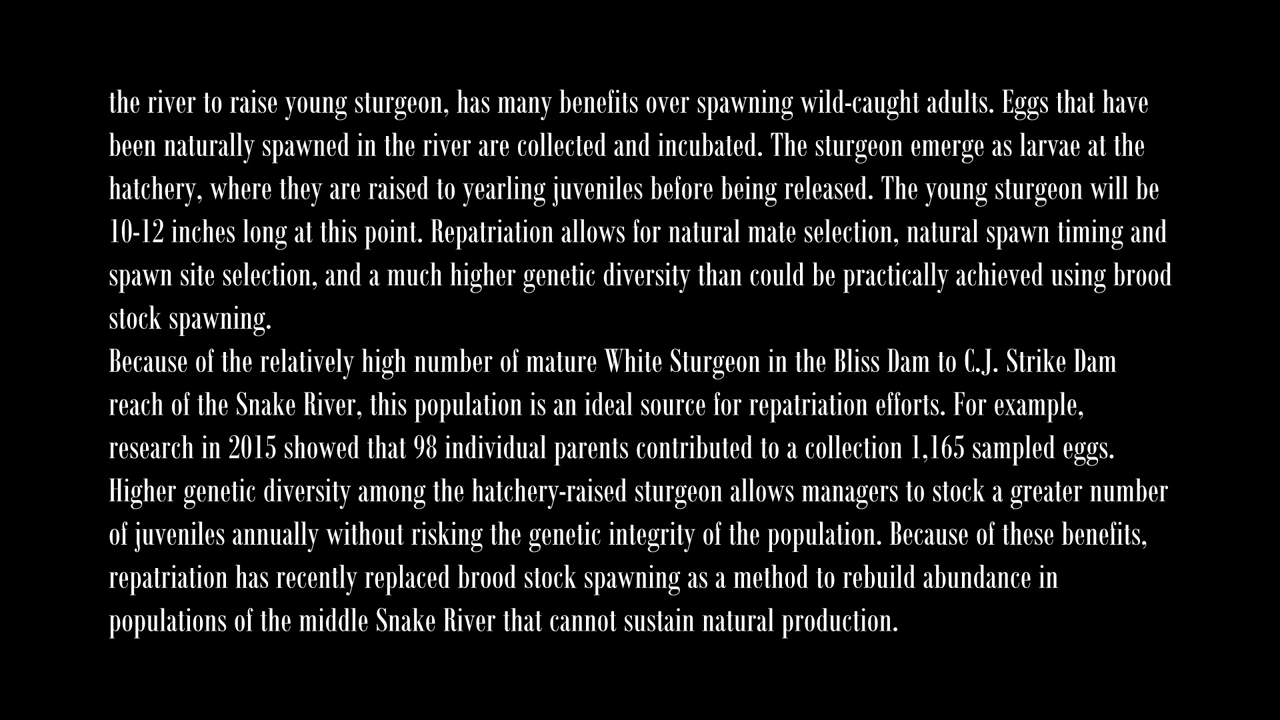 the river to raise young sturgeon, has many benefits over spawning wild-caught adults. Eggs that have
been naturally spawned in the river are collected and incubated. The sturgeon emerge as larvae at the
hatchery, where they are raised to yearling juveniles before being released. The young sturgeon will be
10-12 inches long at this point. Repatriation allows for natural mate selection, natural spawn timing and
spawn site selection, and a much higher genetic diversity than could be practically achieved using brood
stock spawning.
Because of the relatively high number of mature White Sturgeon in the Bliss Dam to C.J. Strike Dam
reach of the Snake River, this population is an ideal source for repatriation efforts. For example,
research in 2015 showed that 98 individual parents contributed to a collection 1,165 sampled eggs.
Higher genetic diversity among the hatchery-raised sturgeon allows managers to stock a greater number
of juveniles annually without risking the genetic integrity of the population. Because of these benefits,
repatriation has recently replaced brood stock spawning as a method to rebuild abundance in
populations of the middle Snake River that cannot sustain natural production.